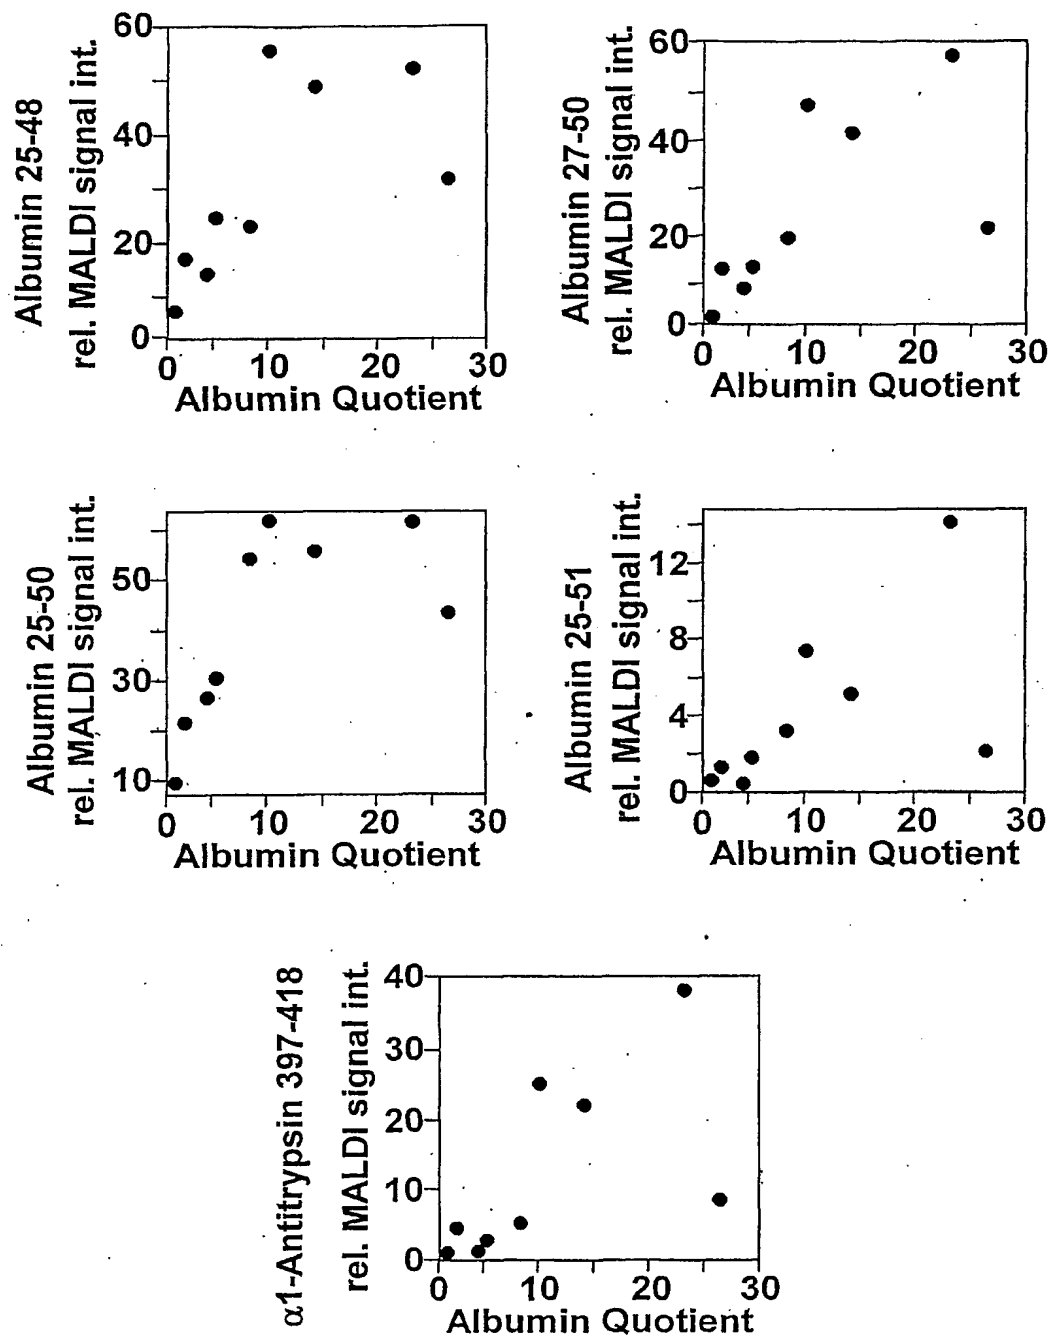 Albumin 25-48
rel. MALDI signal int.
60
40
20
0
0 10 20 30
Albumin Quotient
Albumin 27-50
rel. MALDI signal int.
60
40
20
0
0 10 20 30
Albumin Quotient
Albumin 25-50
rel. MALDI signal int.
50
30
10
0 10 20 30
Albumin Quotient
Albumin 25-51
rel. MALDI signal int.
12
8
4
0
0 10 20 30
Albumin Quotient
α1-Antitrypsin 397-418
rel. MALDI signal int.
40
30
20
10
0
0 10 20 30
Albumin Quotient